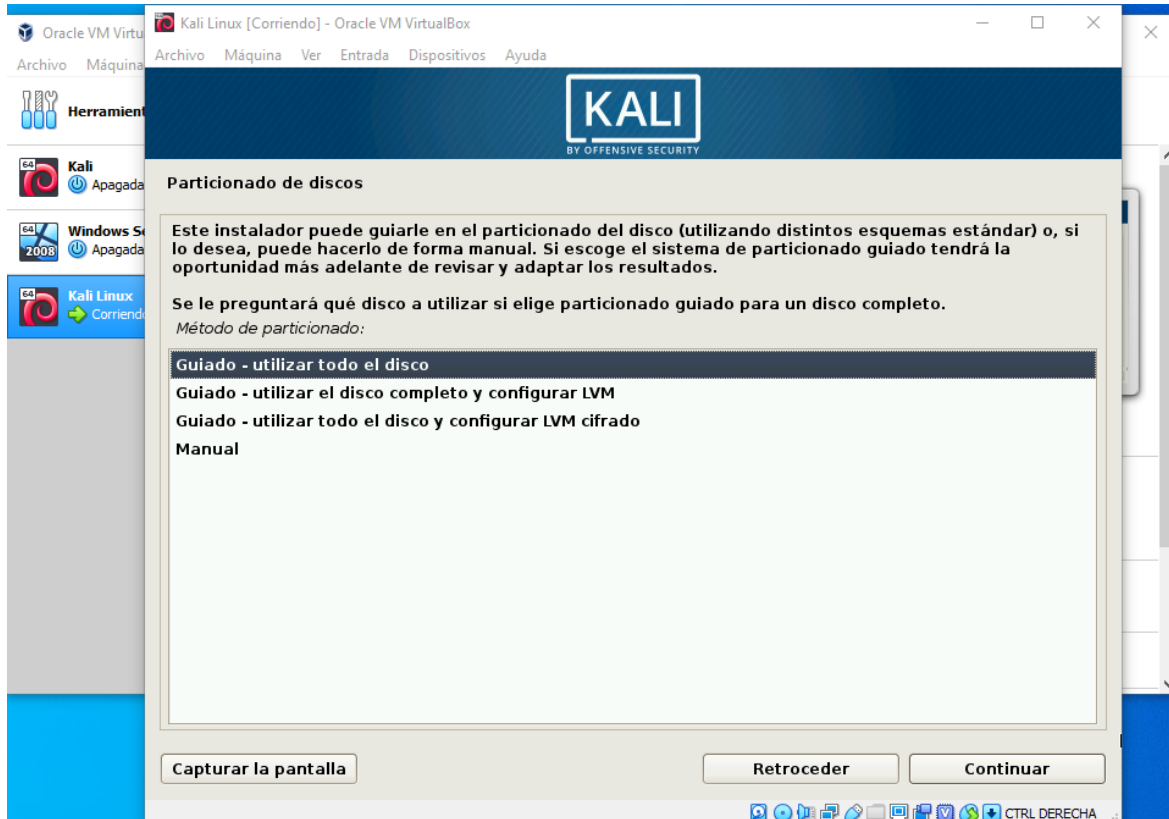 Oracle VM Virtu
Archivo Máquina
Herramient
64
Kali
Apagada
64
2008
Windows Se
Apagada
64
Kali Linux
Corriendo
Kali Linux [Corriendo] - Oracle VM VirtualBox
Archivo Máquina Ver Entrada Dispositivos Ayuda
KALI
BY OFFENSIVE SECURITY
Particionado de discos
Este instalador puede guiarle en el particionado del disco (utilizando distintos esquemas estándar) o, si
lo desea, puede hacerlo de forma manual. Si escoge el sistema de particionado guiado tendrá la
oportunidad más adelante de revisar y adaptar los resultados.
Se le preguntará qué disco a utilizar si elige particionado guiado para un disco completo.
Método de particionado:
Guiado - utilizar todo el disco
Guiado - utilizar el disco completo y configurar LVM
Guiado - utilizar todo el disco y configurar LVM cifrado
Manual
Capturar la pantalla
Retroceder
Continuar
CTRL DERECHA